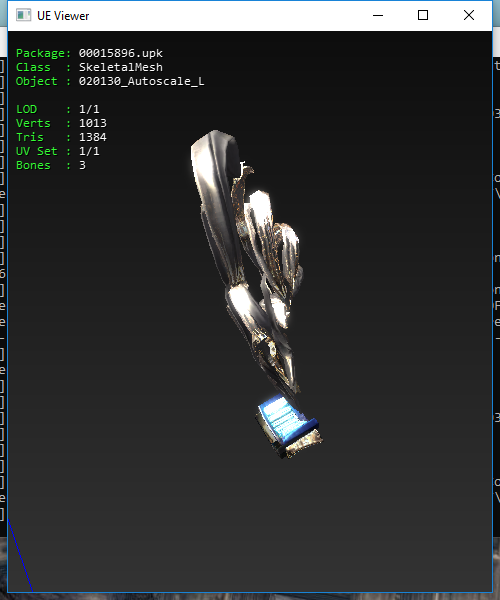 UE Viewer
Package: 00015896.upk
Class : SkeletalMesh
Object : 020130_Autoscale_L
LOD : 1/1
Verts : 1013
Tris : 1384
UV Set : 1/1
Bones : 3